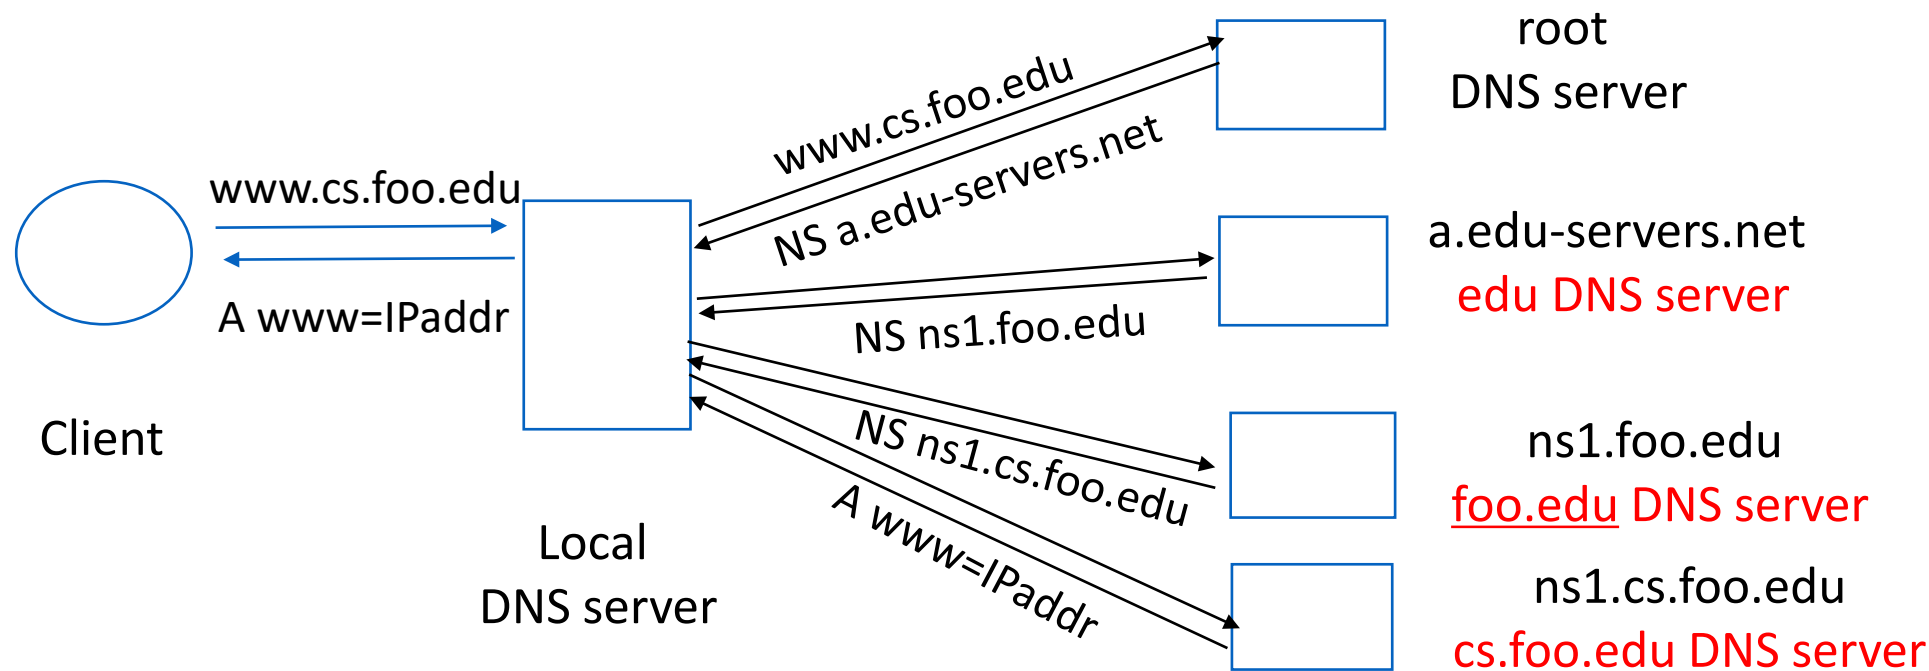 root
DNS server
www.cs.foo.edu
NS a.edu-servers.net
www.cs.foo.edu
A www=IPaddr
a.edu-servers.net
edu DNS server
NS ns1.foo.edu
Client
NS ns1.cs.foo.edu
ns1.foo.edu
foo.edu DNS server
A www=IPaddr
Local
DNS server
ns1.cs.foo.edu
cs.foo.edu DNS server